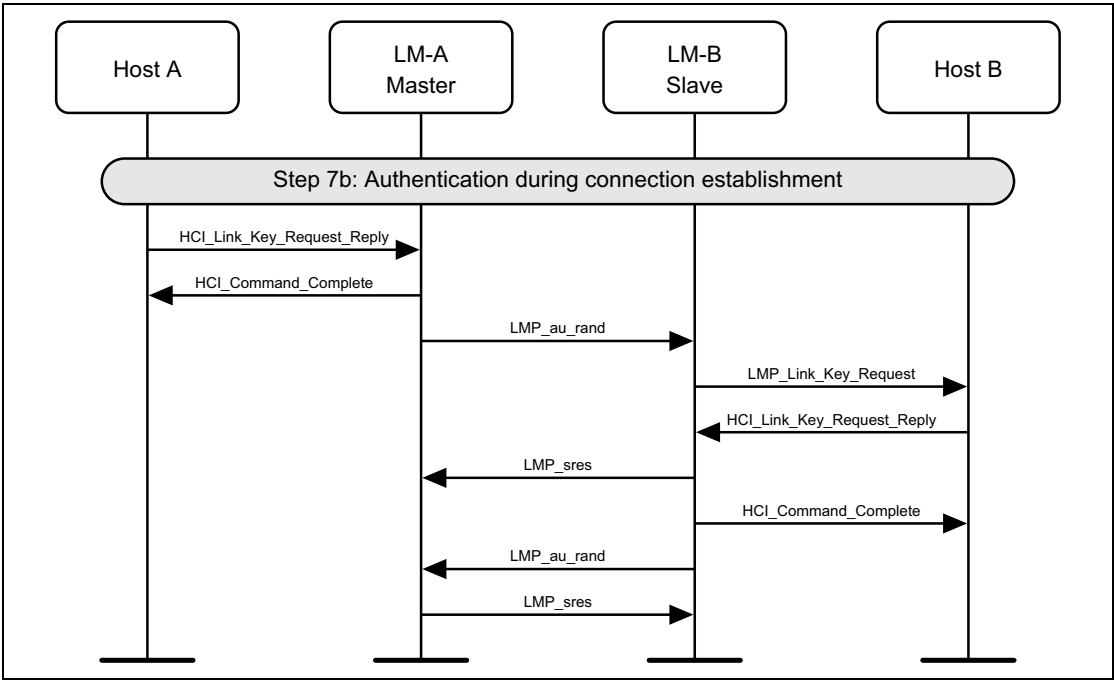 Host A
LM-A
Master
LM-B
Slave
Host B
Step 7b: Authentication during connection establishment
HCI_Link_Key_Request_Reply
HCI_Command_Complete
LMP_au_rand
LMP_Link_Key_Request
HCI_Link_Key_Request_Reply
LMP_sres
HCI_Command_Complete
LMP_au_rand
LMP_sres